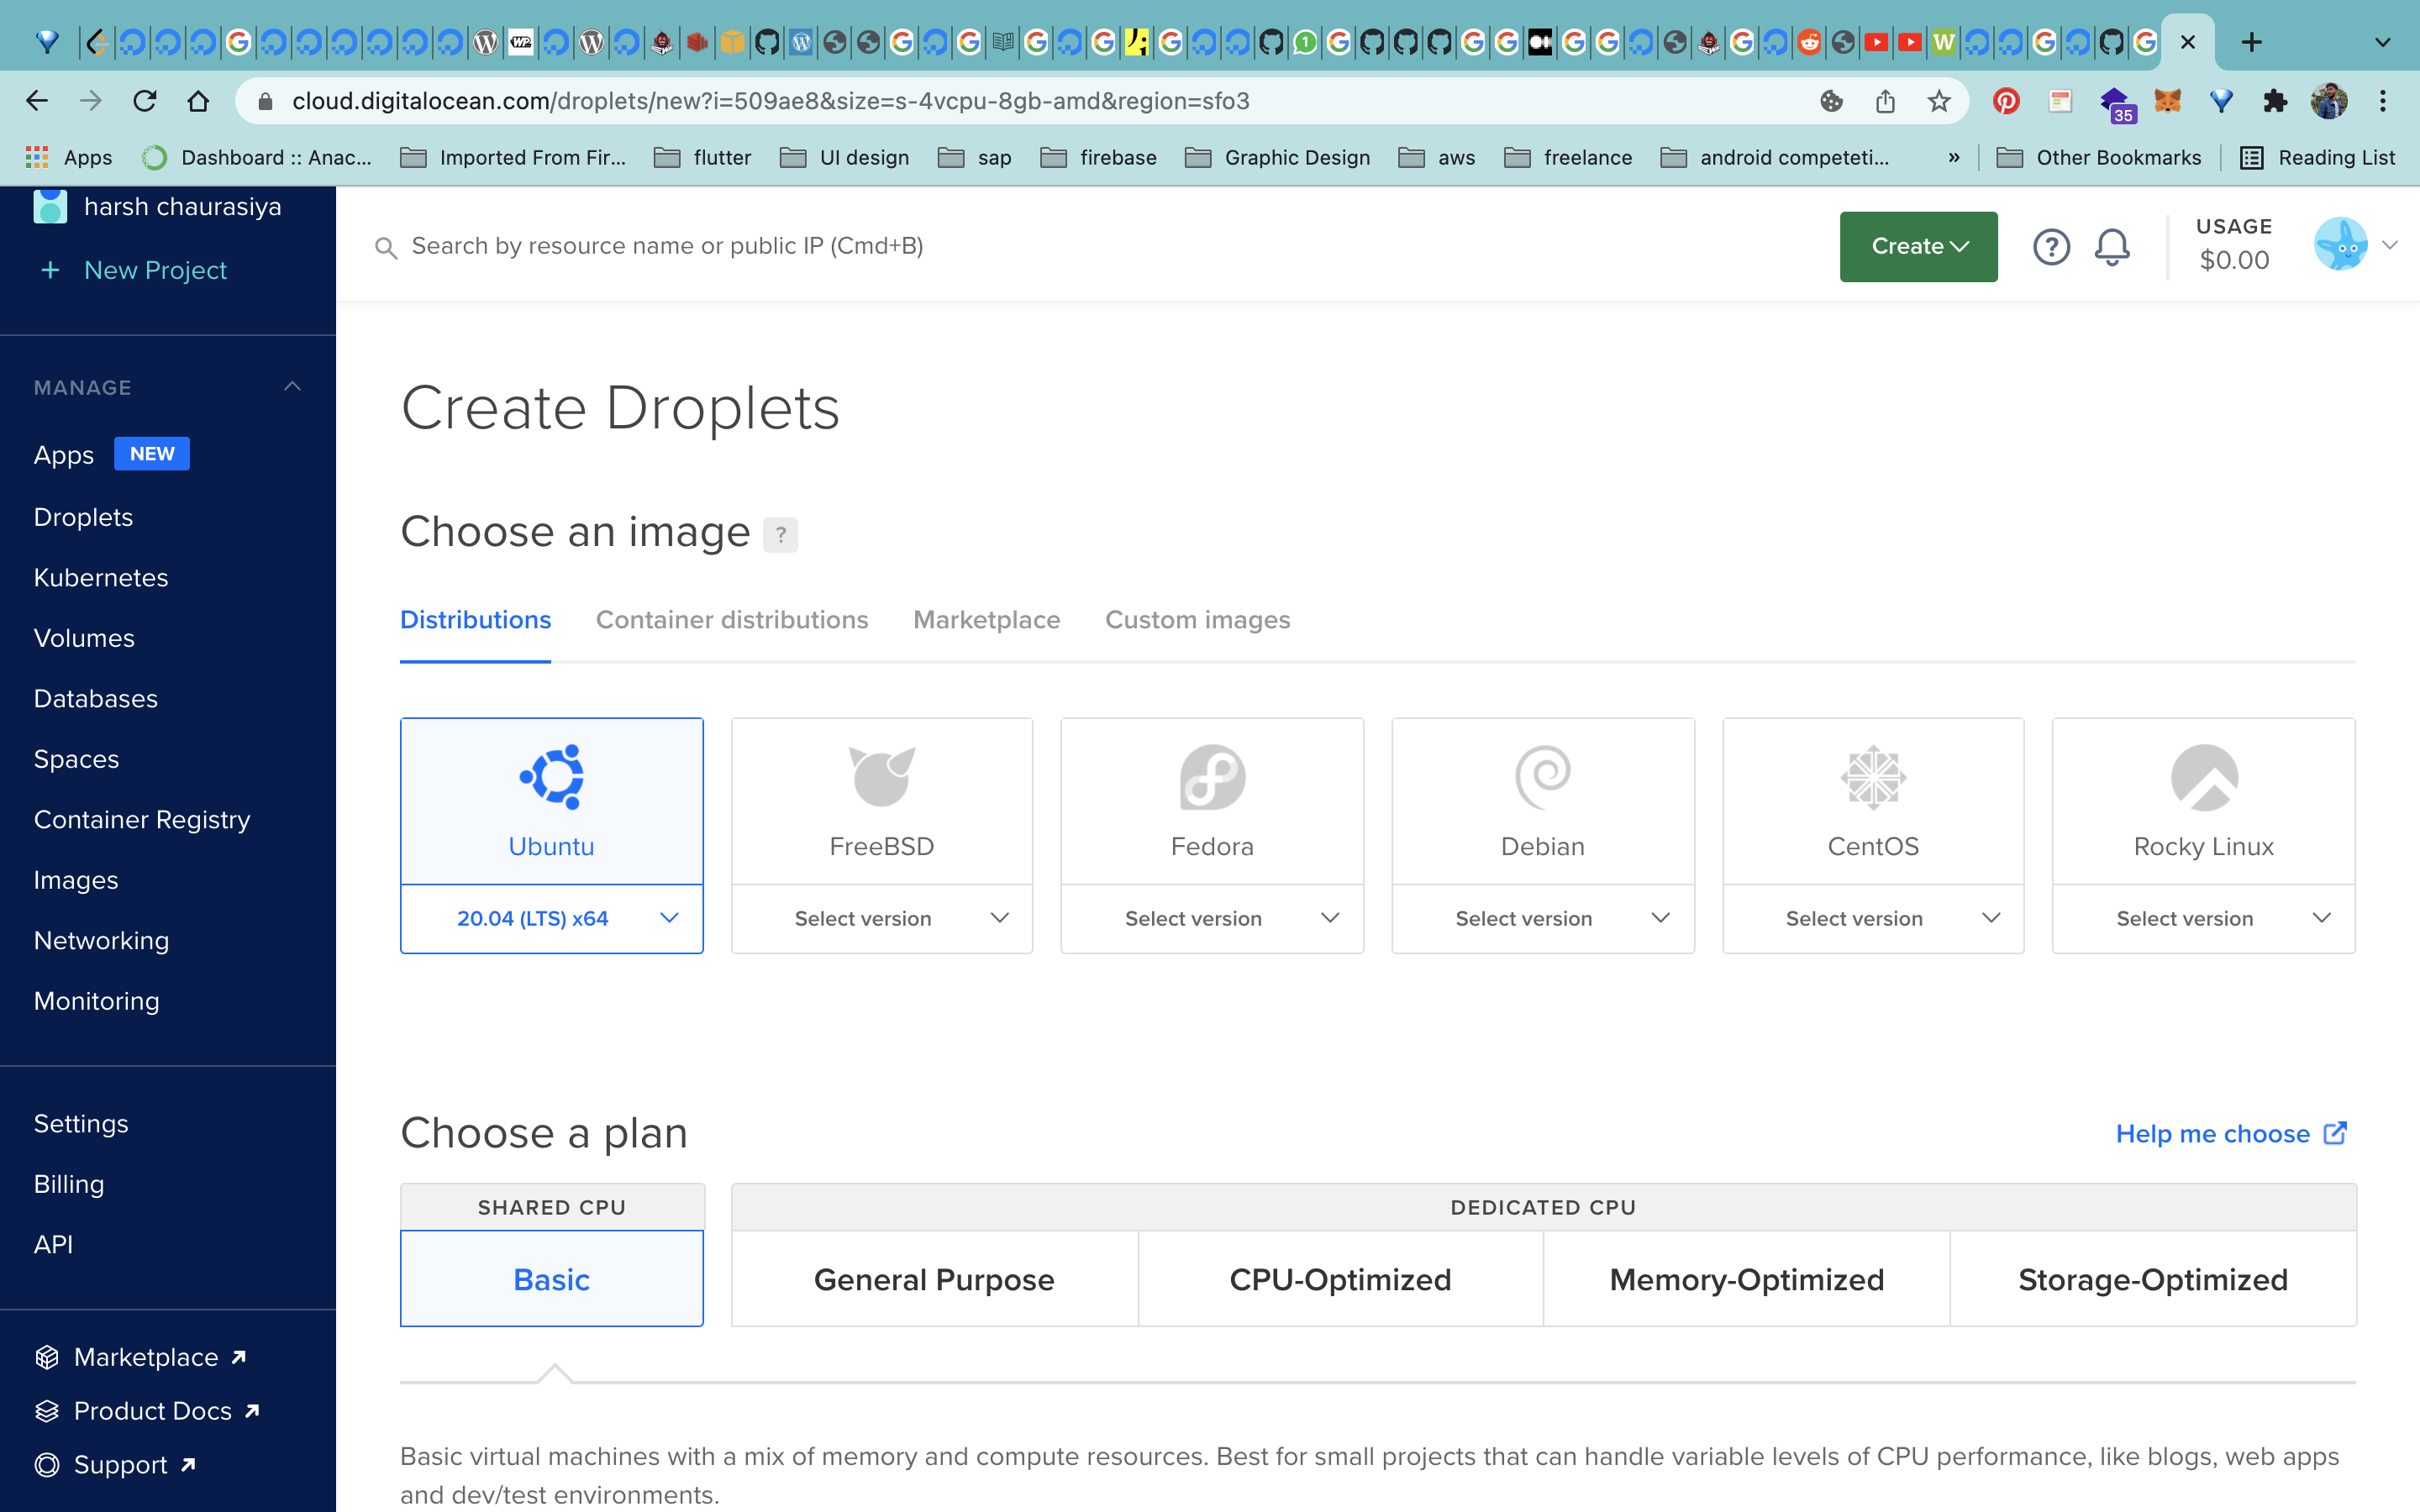 cloud.digitalocean.com/droplets/new?i=509ae8&size=s-4vcpu-8gb-amd&region=sfo3
35
Apps
Dashboard :: Anac...
Imported From Fir...
flutter
UI design
sap
firebase
Graphic Design
aws
freelance
android competeti...
»
Other Bookmarks
Reading List
harsh chaurasiya
+ New Project
Search by resource name or public IP (Cmd+B)
Create
?
USAGE
$0.00
MANAGE
Apps NEW
Droplets
Kubernetes
Volumes
Databases
Spaces
Container Registry
Images
Networking
Monitoring
Settings
Billing
API
Marketplace
Product Docs
Support
Create Droplets
Choose an image ?
Distributions
Container distributions
Marketplace
Custom images
Ubuntu
20.04 (LTS) x64
FreeBSD
Select version
Fedora
Select version
Debian
Select version
CentOS
Select version
Rocky Linux
Select version
Choose a plan
Help me choose
SHARED CPU
Basic
DEDICATED CPU
General Purpose
CPU-Optimized
Memory-Optimized
Storage-Optimized
Basic virtual machines with a mix of memory and compute resources. Best for small projects that can handle variable levels of CPU performance, like blogs, web apps
and dev/test environments.